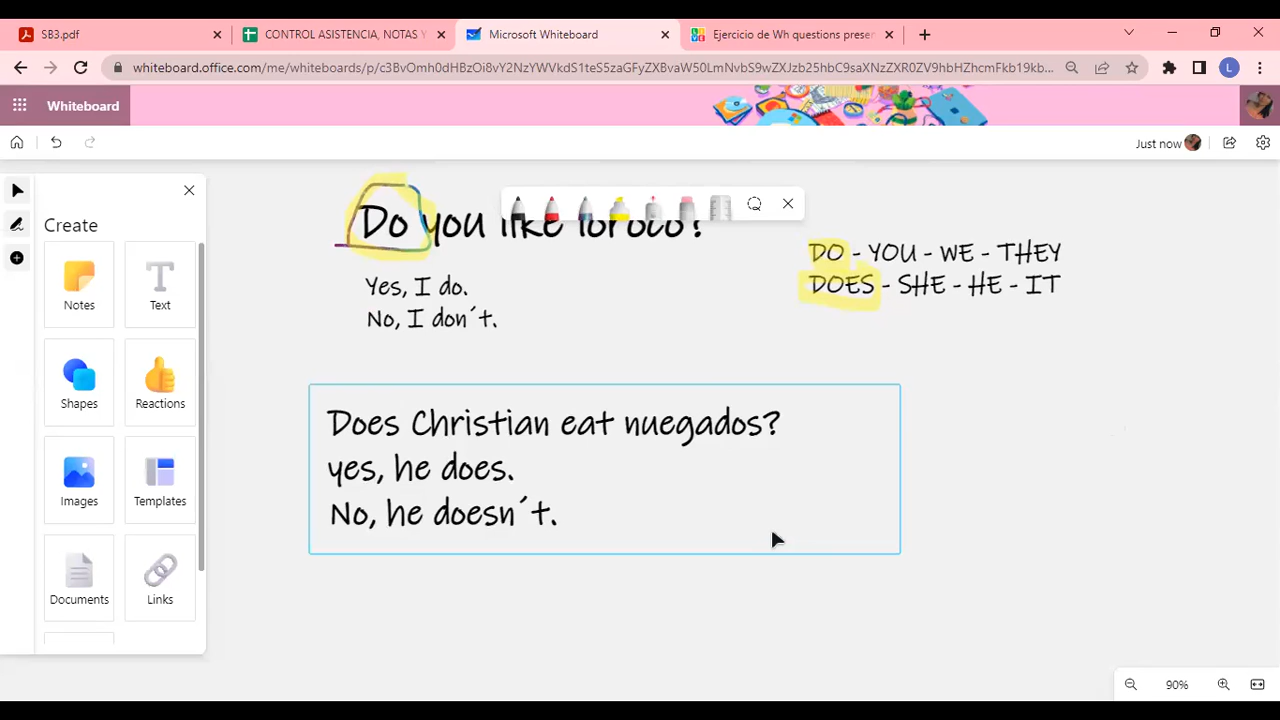 SB3.pdf
CONTROL ASISTENCIA, NOTAS Y
Microsoft Whiteboard
Ejercicio de Wh questions presen
whiteboard.office.com/me/whiteboards/p/
L
Whiteboard
Just now
Create
Notes
Text
Shapes
Reactions
Images
Templates
Documents
Links
Do you like loroco?
Yes, I do.
No, I don´t.
DO - YOU - WE - THEY
DOES - SHE - HE - IT
Does Christian eat nuegados?
yes, he does.
No, he doesn´t.
90%